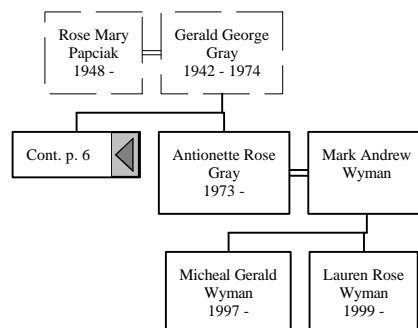 Rose Mary
Papciak
1948 -
Gerald George
Gray
1942 - 1974
Cont. p. 6
Antionette Rose
Gray
1973 -
Mark Andrew
Wyman
Micheal Gerald
Wyman
1997 -
Lauren Rose
Wyman
1999 -